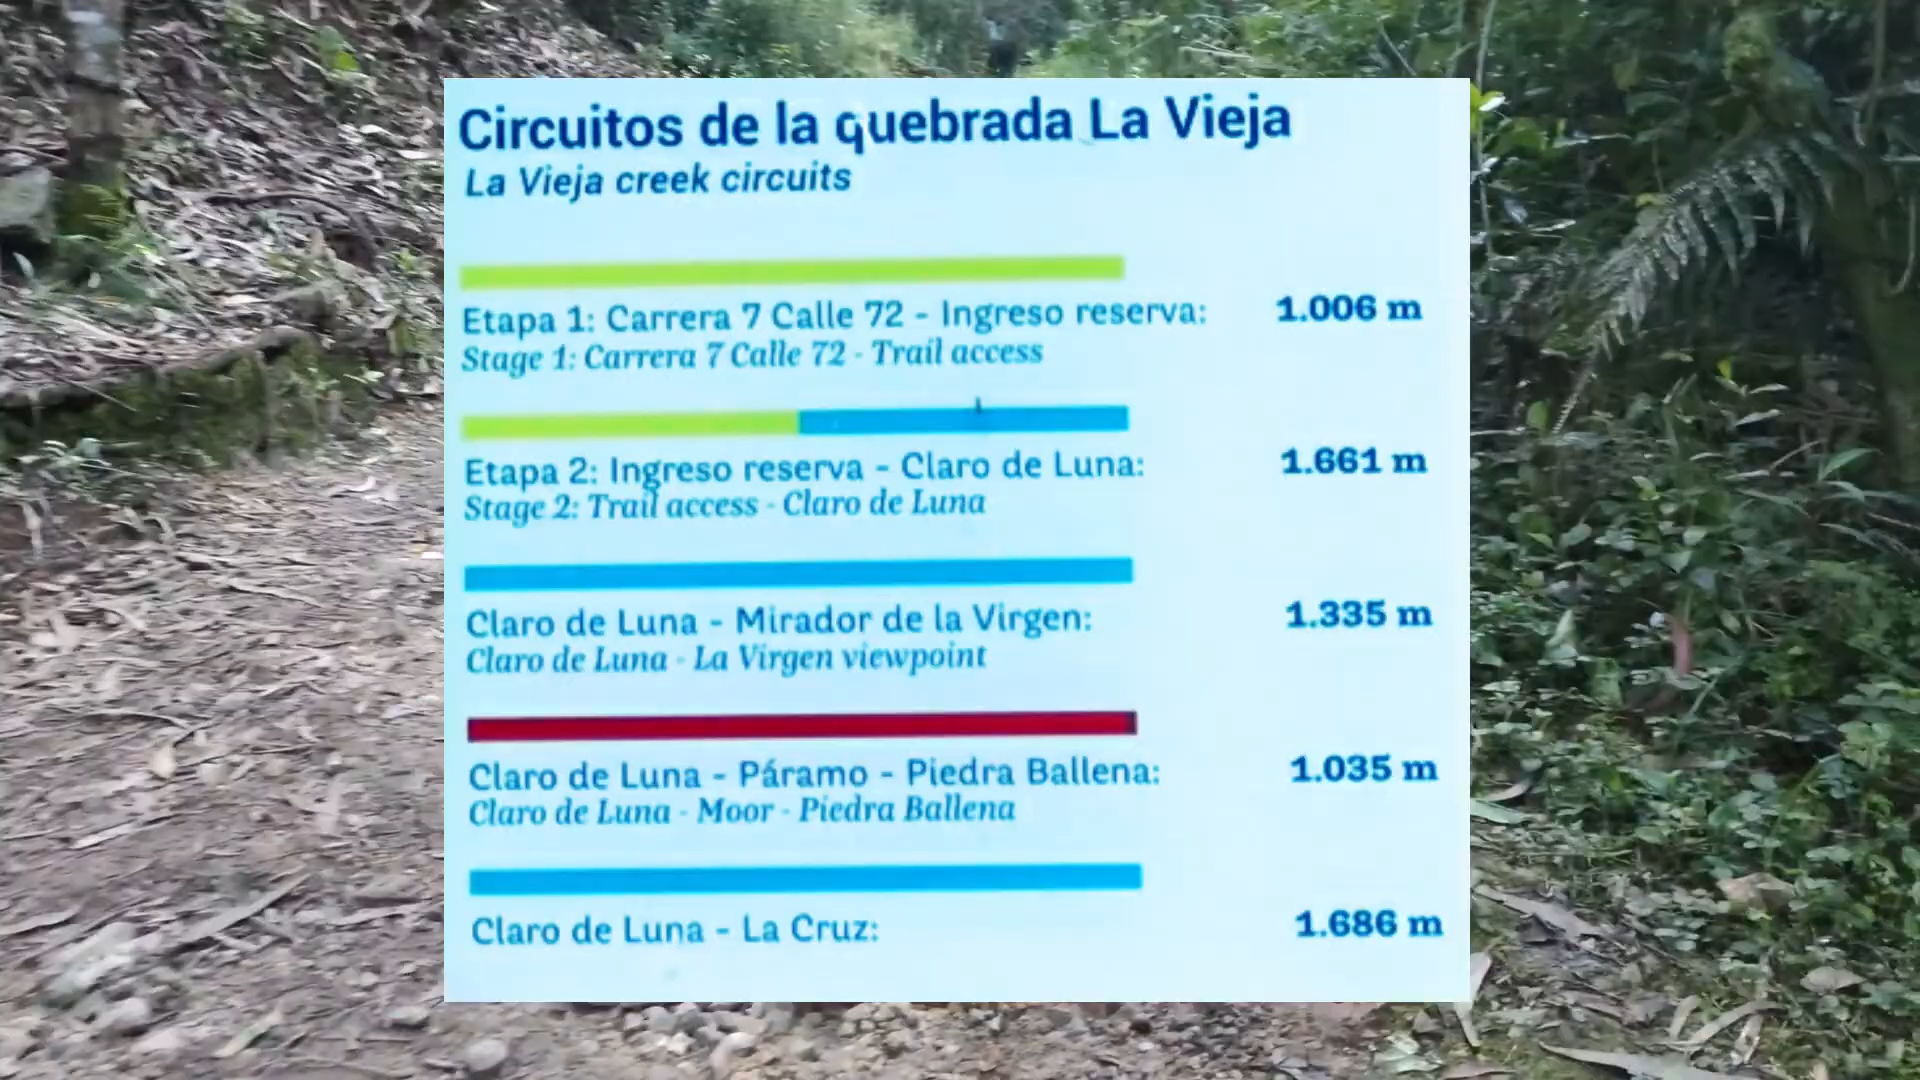 Circuitos de la quebrada La Vieja
La Vieja creek circuits
Etapa 1: Carrera 7 Calle 72 - Ingreso reserva: 1.006 m
Stage 1: Carrera 7 Calle 72 - Trail access
Etapa 2: Ingreso reserva - Claro de Luna: 1.661 m
Stage 2: Trail access - Claro de Luna
Claro de Luna - Mirador de la Virgen: 1.335 m
Claro de Luna - La Virgen viewpoint
Claro de Luna - Páramo - Piedra Ballena: 1.035 m
Claro de Luna - Moor - Piedra Ballena
Claro de Luna - La Cruz: 1.686 m